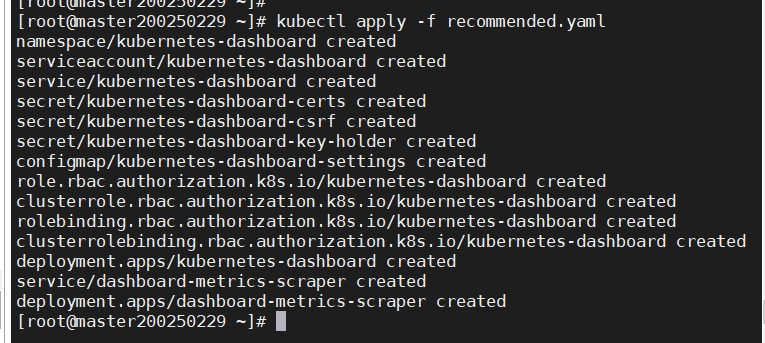 [root@master200250229 ~]#
[root@master200250229 ~]# kubectl apply -f recommended.yaml
namespace/kubernetes-dashboard created
serviceaccount/kubernetes-dashboard created
service/kubernetes-dashboard created
secret/kubernetes-dashboard-certs created
secret/kubernetes-dashboard-csrf created
secret/kubernetes-dashboard-key-holder created
configmap/kubernetes-dashboard-settings created
role.rbac.authorization.k8s.io/kubernetes-dashboard created
clusterrole.rbac.authorization.k8s.io/kubernetes-dashboard created
rolebinding.rbac.authorization.k8s.io/kubernetes-dashboard created
clusterrolebinding.rbac.authorization.k8s.io/kubernetes-dashboard created
deployment.apps/kubernetes-dashboard created
service/dashboard-metrics-scraper created
deployment.apps/dashboard-metrics-scraper created
[root@master200250229 ~]#